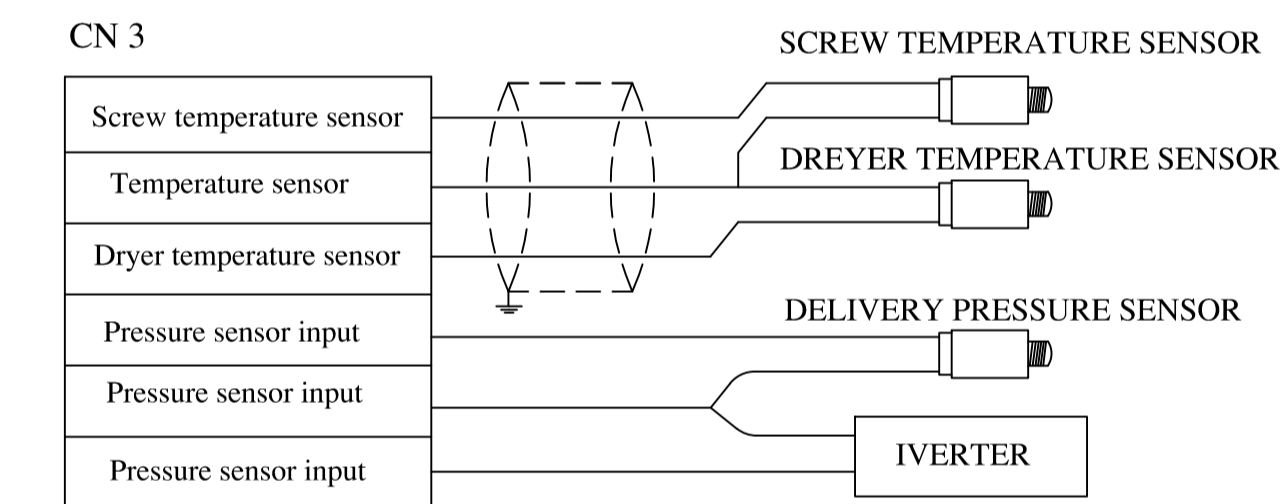 CN 3
SCREW TEMPERATURE SENSOR
Screw temperature sensor
DREYER TEMPERATURE SENSOR
Temperature sensor
Dryer temperature sensor
DELIVERY PRESSURE SENSOR
Pressure sensor input
Pressure sensor input
IVERTER
Pressure sensor input